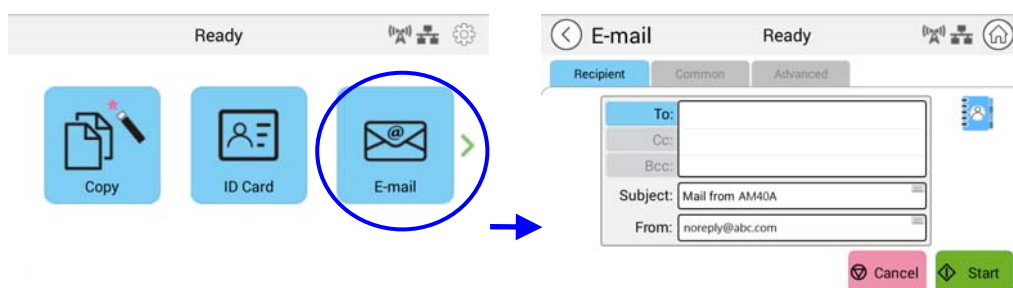 Ready
Copy
ID Card
@
E-mail
E-mail
Ready
Recipient
Common
Advanced
To:
Cc:
Bcc:
Subject: Mail from AM40A
From: noreply@abc.com
Cancel
Start